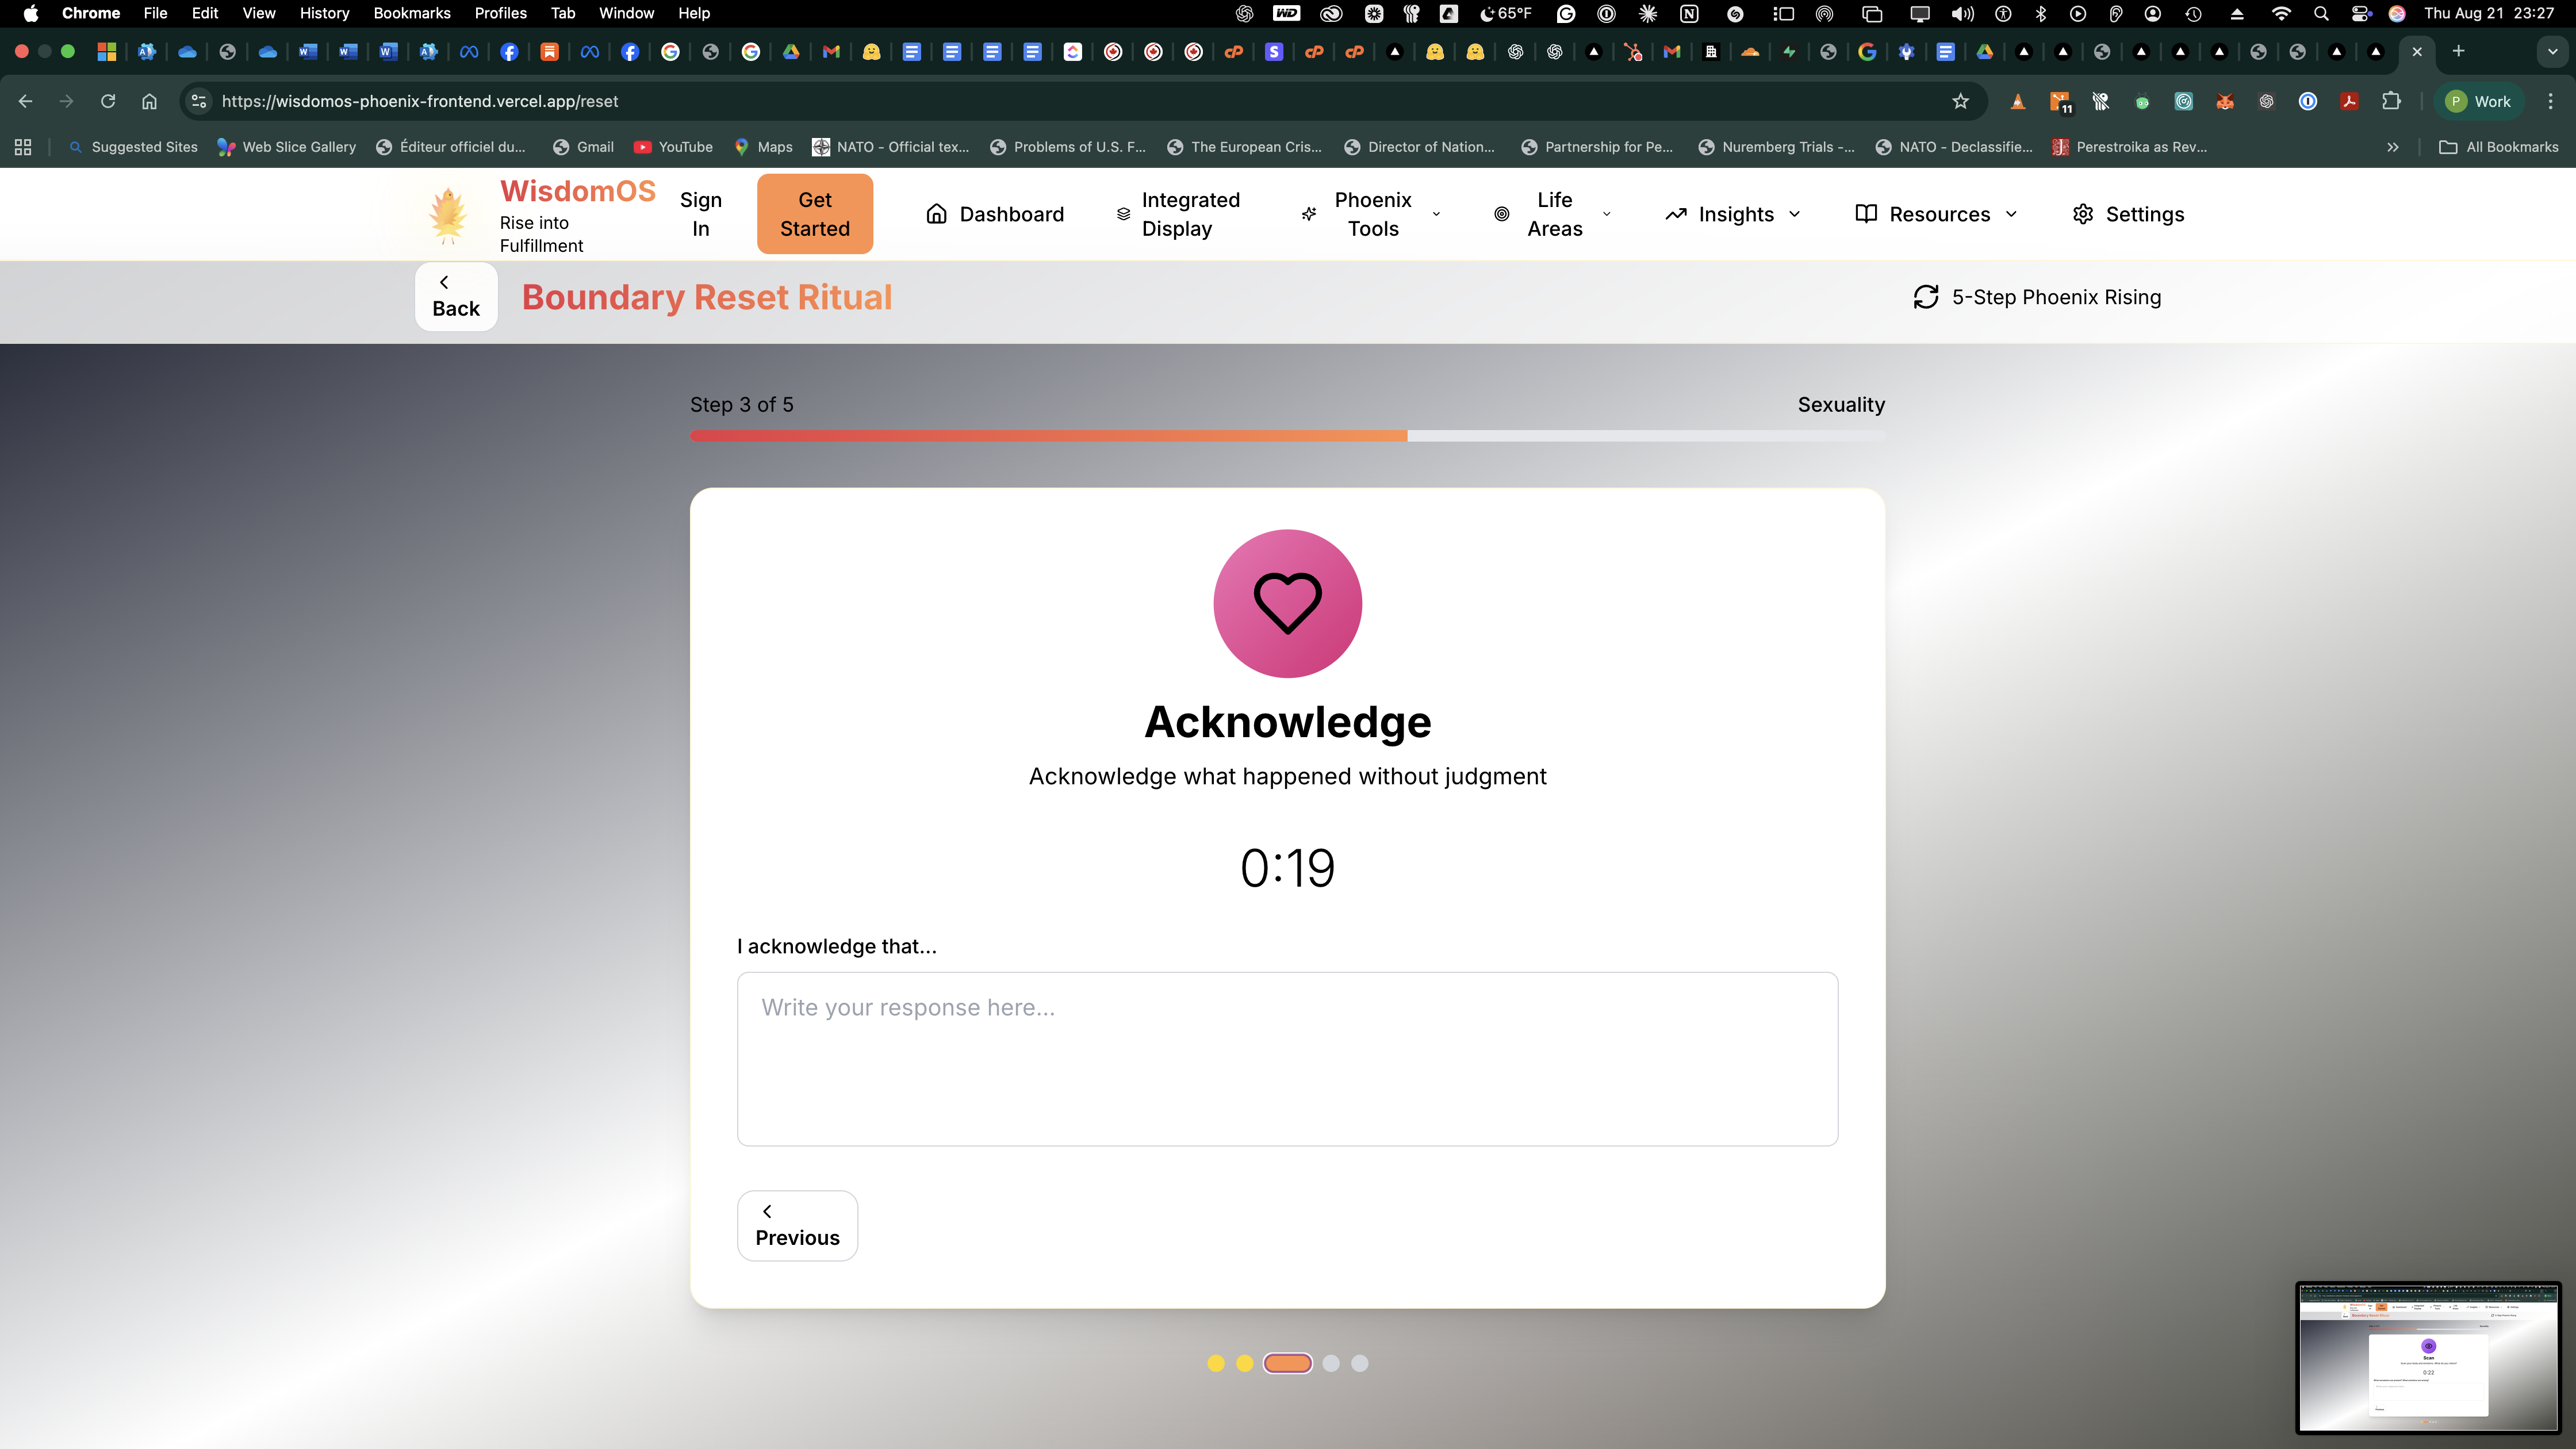 Chrome File Edit View History Bookmarks Profiles Tab Window Help
65°F
Thu Aug 21 23:27
https://wisdomos-phoenix-frontend.vercel.app/reset
11
P Work
Suggested Sites
Web Slice Gallery
Éditeur officiel du...
Gmail
YouTube
Maps
NATO - Official tex...
Problems of U.S. F...
The European Cris...
Director of Nation...
Partnership for Pe...
Nuremberg Trials -...
NATO - Declassifie...
Perestroika as Rev...
All Bookmarks
WisdomOS
Rise into
Fulfillment
Sign
In
Get
Started
Dashboard
Integrated
Display
Phoenix
Tools
Life
Areas
Insights
Resources
Settings
Back
Boundary Reset Ritual
5-Step Phoenix Rising
Step 3 of 5
Sexuality
Acknowledge
Acknowledge what happened without judgment
0:19
I acknowledge that...
Write your response here...
Previous
Scan
0:22